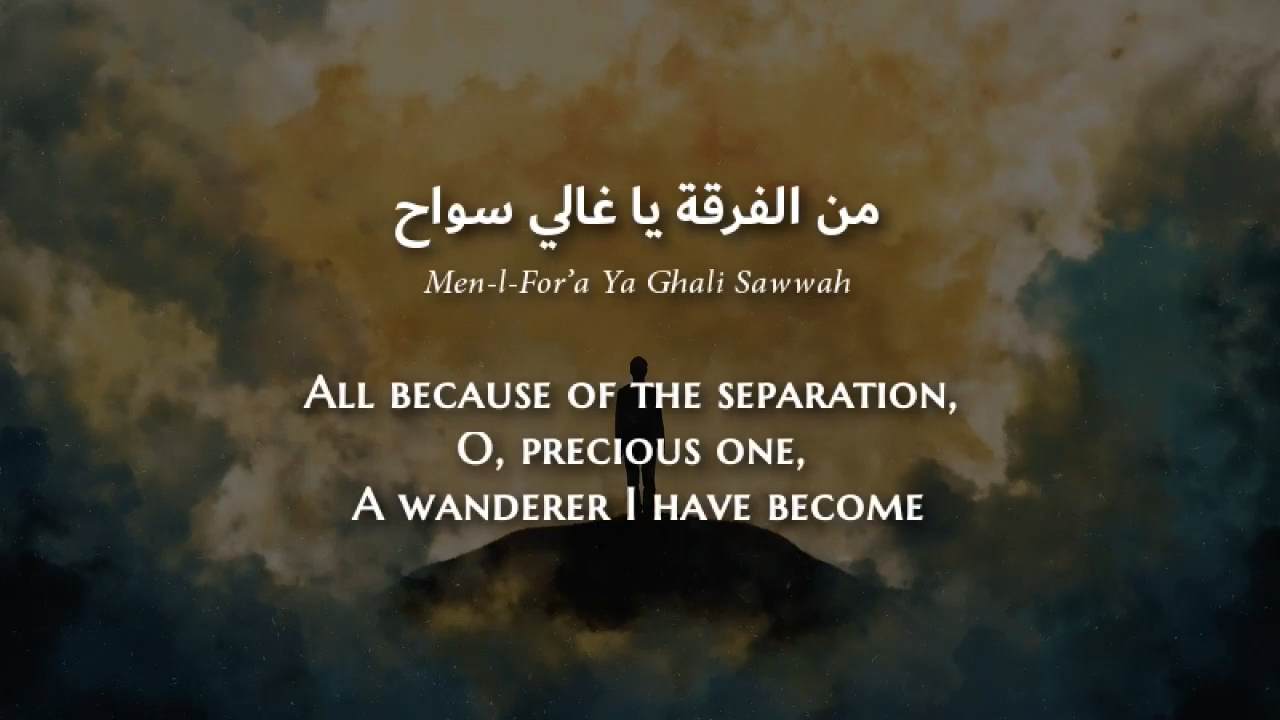 من الفرقة يا غالي سواح
Men-l-For’a Ya Ghali Sawwah
All because of the separation,
O, precious one,
A wanderer I have become